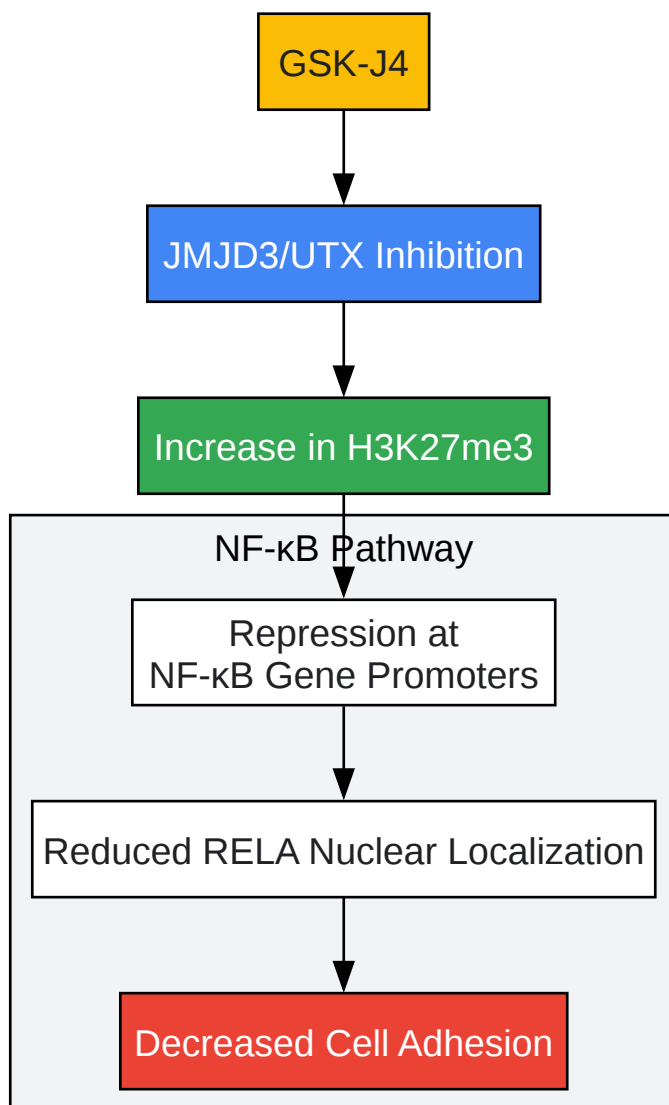 GSK-J4
JMJD3/UTX Inhibition
Increase in H3K27me3
NF-κB Pathway
Repression at
NF-κB Gene Promoters
Reduced RELA Nuclear Localization
Decreased Cell Adhesion